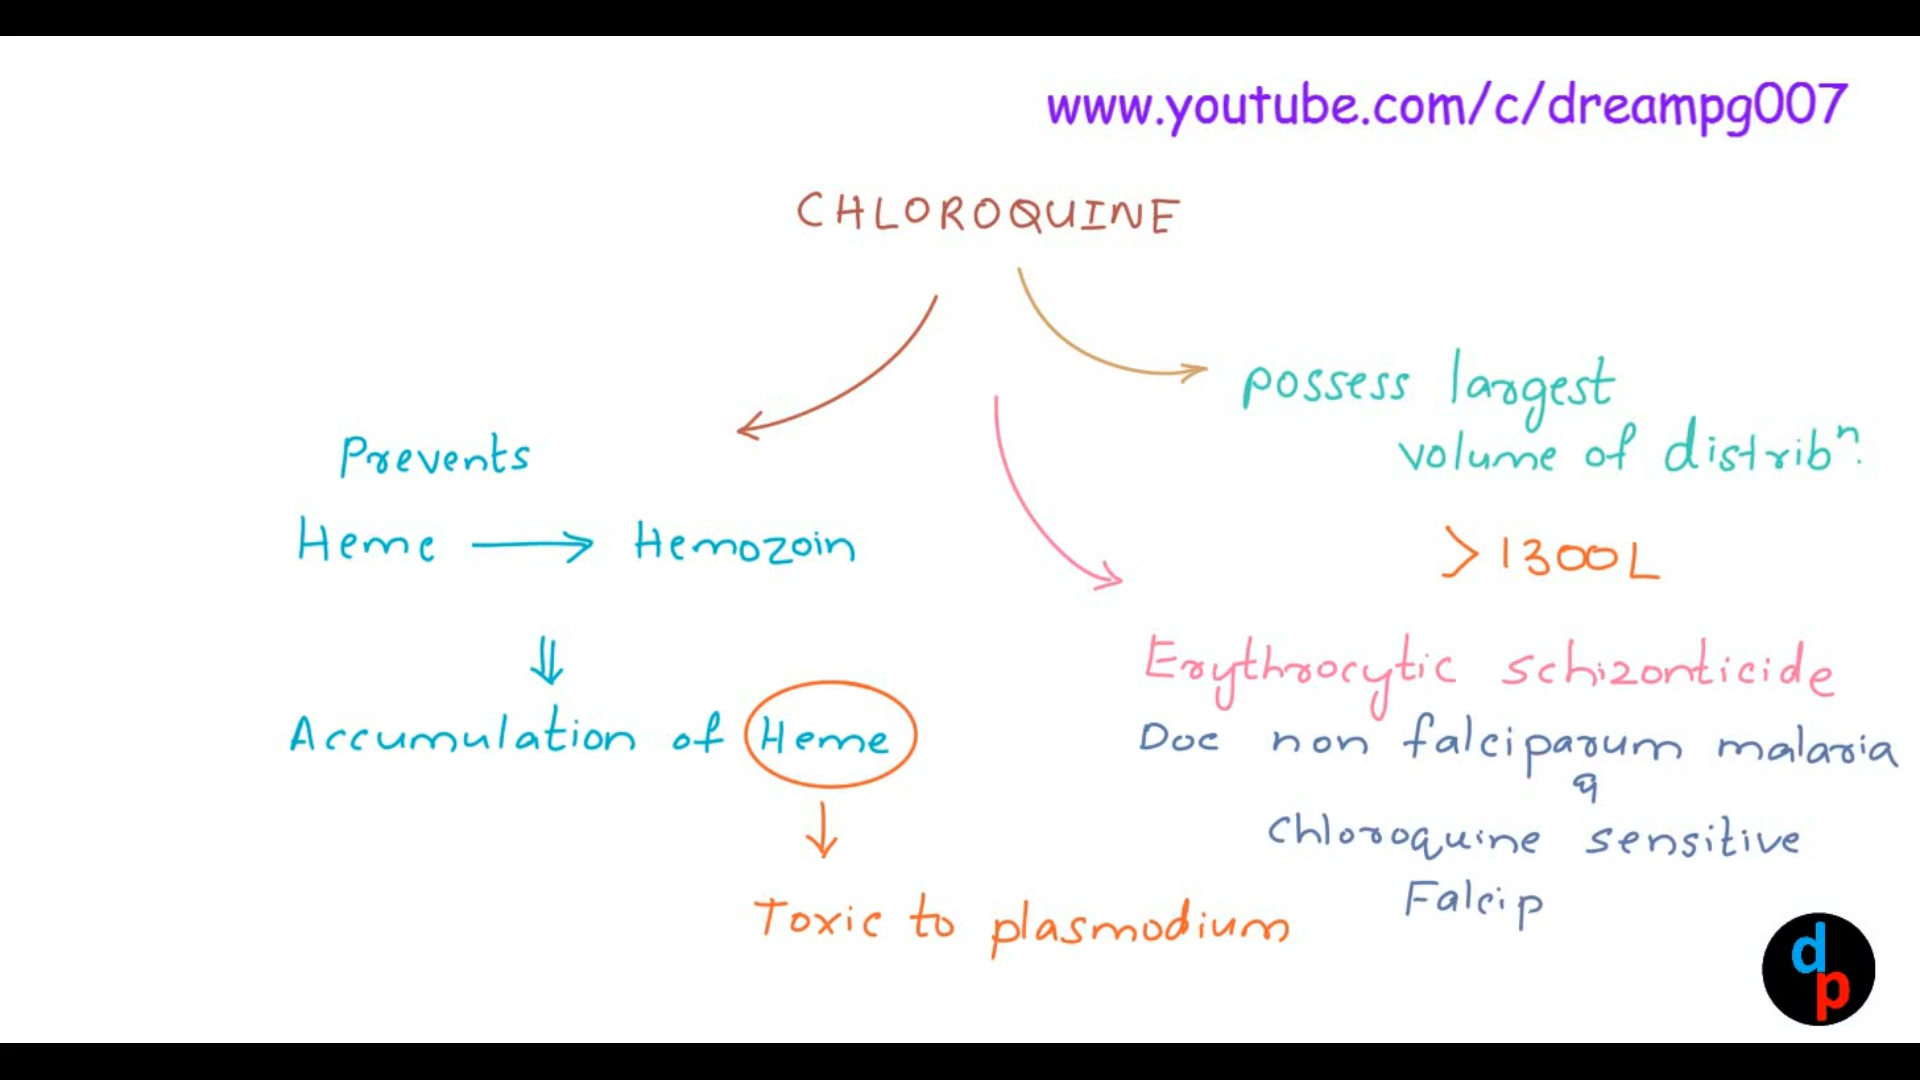 www.youtube.com/c/dreampg007
CHLOROQUINE
Prevents
Heme → Hemozoin
⇓
Accumulation of Heme
↓
Toxic to plasmodium
possess largest
volume of distribⁿ.
> 1300L
Erythrocytic schizonticide
Doc non falciparum malaria
&
Chloroquine sensitive
Falcip
dp